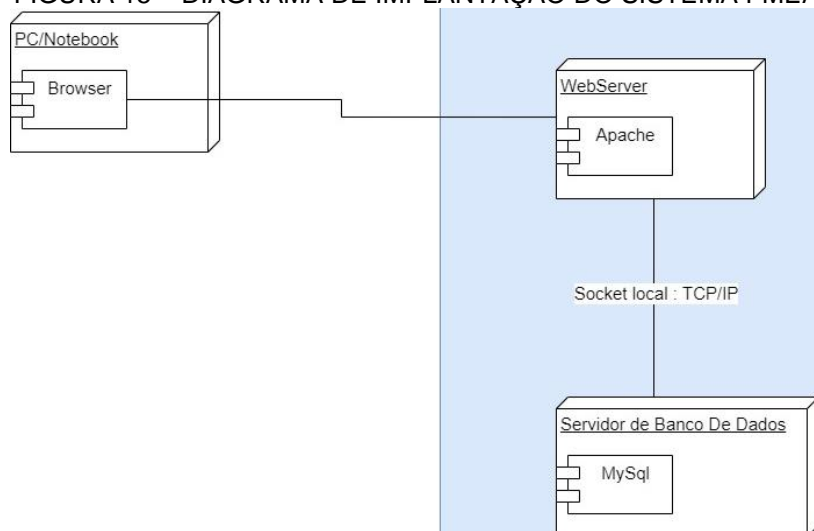 DIAGRAMA DE IMPLANTAÇÃO DO SISTEMA
PC/Notebook
Browser
WebServer
Apache
Socket local : TCP/IP
Servidor de Banco De Dados
MySql